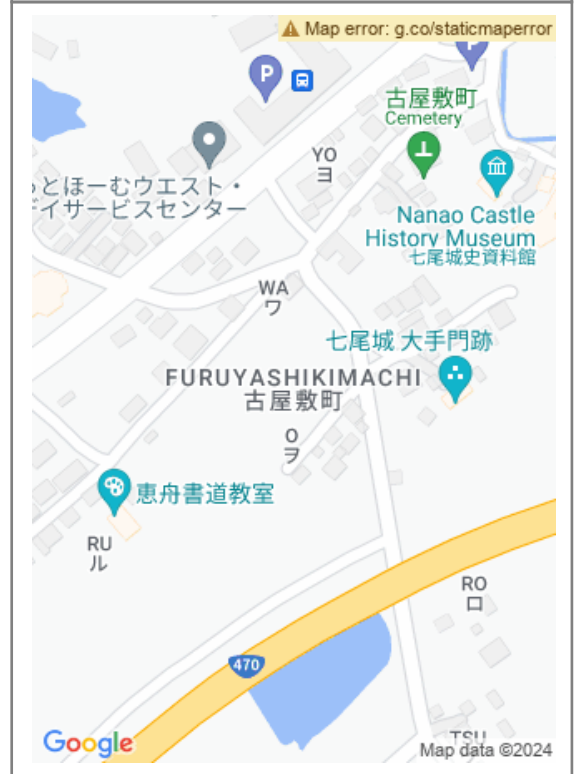 Map error: g.co/staticmaperror
P
P
古屋敷町
Cemetery
YO
ヨ
っとほーむウエスト・
デイサービスセンター
Nanao Castle
History Museum
七尾城史資料館
WA
ワ
七尾城 大手門跡
FURUYASHIKIMACHI
古屋敷町
O
ヲ
恵舟書道教室
RU
ル
RO
ロ
470
TSU
Google
Map data ©2024